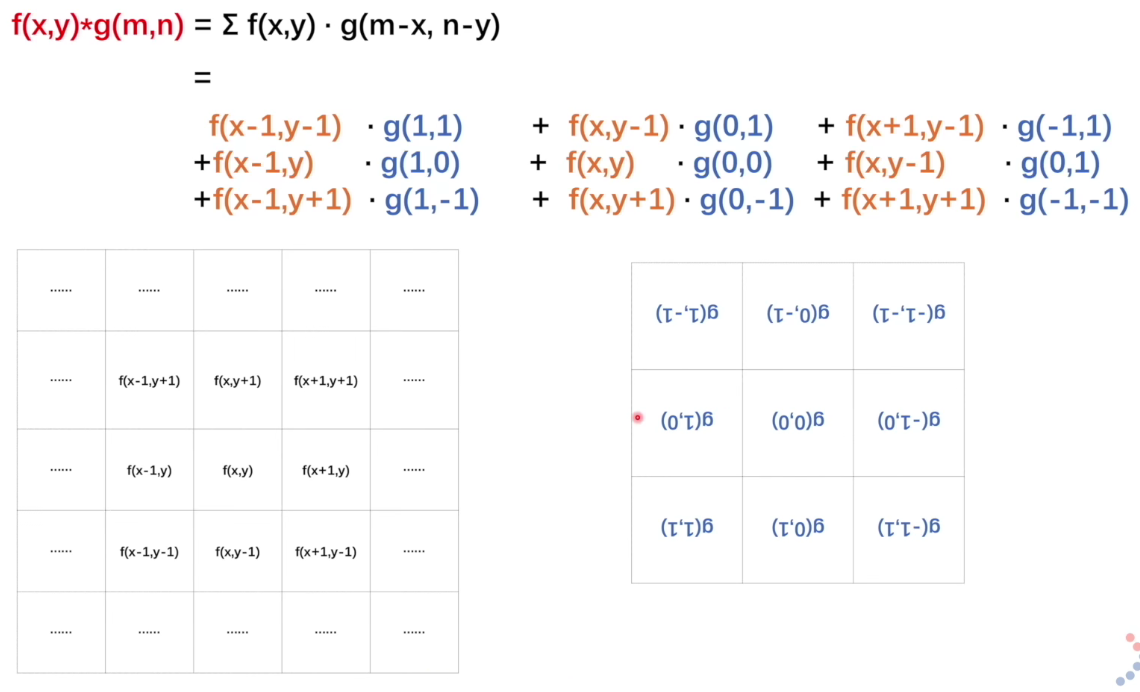 f(x,y)*g(m,n) = Σ f(x,y) · g(m-x, n-y)
=
f(x-1,y-1) · g(1,1) + f(x,y-1) · g(0,1) + f(x+1,y-1) · g(-1,1)
+f(x-1,y) · g(1,0) + f(x,y) · g(0,0) + f(x,y-1) · g(0,1)
+f(x-1,y+1) · g(1,-1) + f(x,y+1) · g(0,-1) + f(x+1,y+1) · g(-1,-1)
...... ...... ...... ...... ......
...... f(x-1,y+1) f(x,y+1) f(x+1,y+1) ......
...... f(x-1,y) f(x,y) f(x+1,y) ......
...... f(x-1,y-1) f(x,y-1) f(x+1,y-1) ......
...... ...... ...... ...... ......
g(1,-1) g(0,-1) g(-1,-1)
g(1,0) g(0,0) g(-1,0)
g(1,1) g(0,1) g(-1,1)